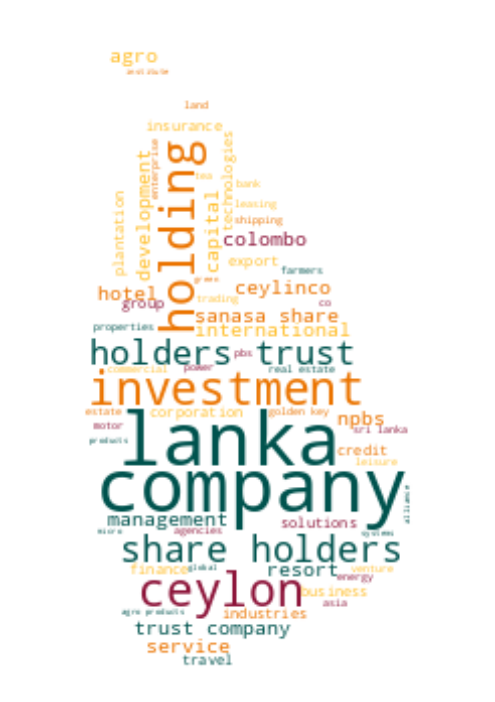 agro
institute
land
insurance
holding
development
enterprise
technologies
capital
plantation
tea
bank
leasing
shipping
colombo
export
farmers
green
hotel
ceylinco
group
trading
co
sanasa share
properties
international
holders trust
pbs
commercial
power
real estate
investment
estate
corporation
golden key
npbs
motor
sri lanka
products
lanka
credit
leisure
company
alliance
management
solutions
micro
agencies
systems
share holders
finance
global
resort
venture
energy
ceylon
business
asia
agro products
industries
trust company
service
travel